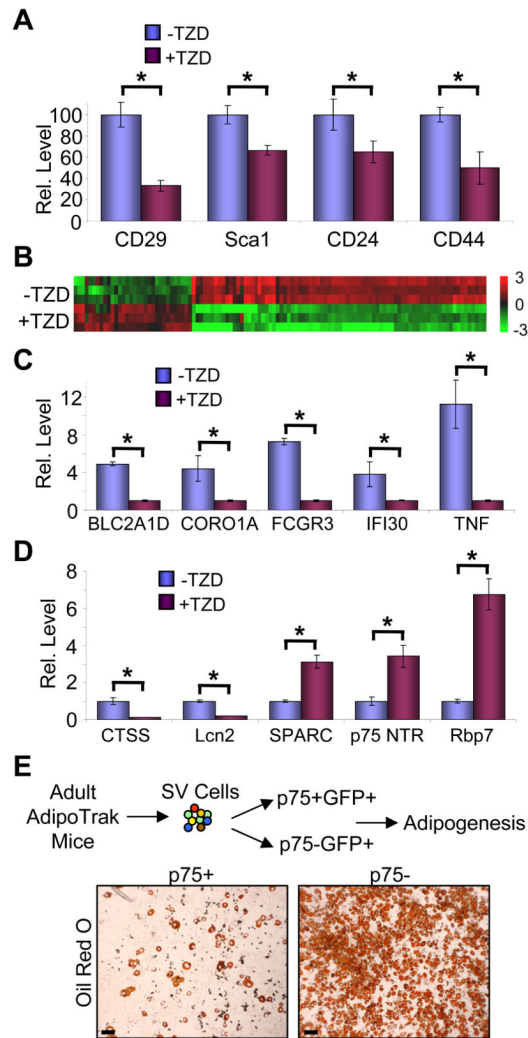 A
-TZD
+TZD
Rel. Level
100
80
60
40
20
0
* * * *
CD29 Sca1 CD24 CD44
B
-TZD
+TZD
3
-3
C
-TZD
+TZD
Rel. Level
12
8
4
0
* * * * *
BLC2A1D CORO1A FCGR3 IFI30 TNF
D
-TZD
+TZD
Rel. Level
8
6
4
2
0
* * * * *
CTSS Lcn2 SPARC p75 NTR Rbp7
E
Adult
AdipoTrak
Mice
SV Cells
p75+GFP+
p75-GFP+
Adipogenesis
p75+ p75-
Oil Red O